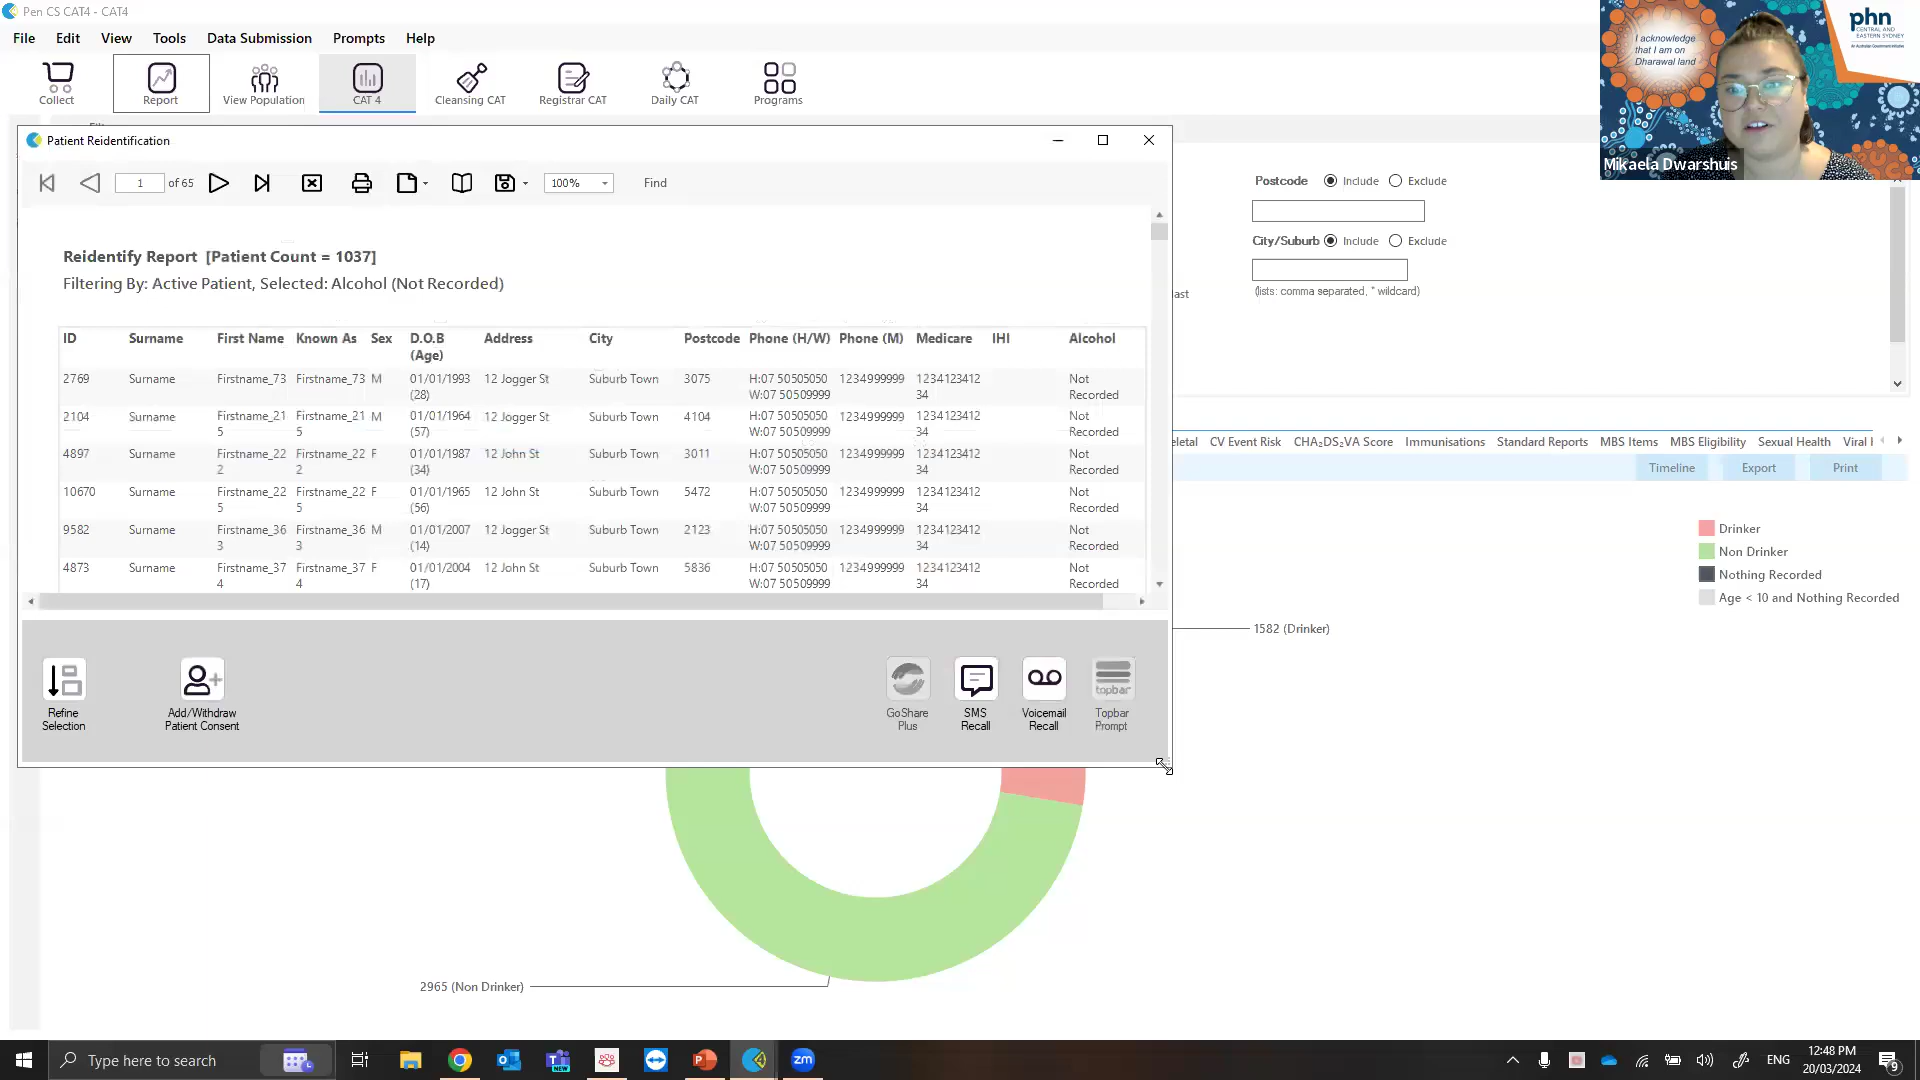 Pen CS CAT4 - CAT4
File Edit View Tools Data Submission Prompts Help
Collect Report View Population CAT 4 Cleansing CAT Registrar CAT Daily CAT Programs
I acknowledge
that I am on
Dharawal land
phn
CENTRAL AND
EASTERN SYDNEY
An Australian Government Initiative
Mikaela Dwarshuis
Patient Reidentification
1 of 65 100% Find
Postcode Include Exclude
City/Suburb Include Exclude
(lists: comma separated, * wildcard)
Reidentify Report [Patient Count = 1037]
Filtering By: Active Patient, Selected: Alcohol (Not Recorded)
ID Surname First Name Known As Sex D.O.B Address City Postcode Phone (H/W) Phone (M) Medicare IHI Alcohol
(Age)
2769 Surname Firstname_73 Firstname_73 M 01/01/1993 12 Jogger St Suburb Town 3075 H:07 50505050 1234999999 1234123412 Not
(28) W:07 50509999 34 Recorded
2104 Surname Firstname_21 Firstname_21 M 01/01/1964 12 Jogger St Suburb Town 4104 H:07 50505050 1234999999 1234123412 Not
5 5 (57) W:07 50509999 34 Recorded
4897 Surname Firstname_22 Firstname_22 F 01/01/1987 12 John St Suburb Town 3011 H:07 50505050 1234999999 1234123412 Not
2 2 (34) W:07 50509999 34 Recorded
10670 Surname Firstname_22 Firstname_22 F 01/01/1965 12 John St Suburb Town 5472 H:07 50505050 1234999999 1234123412 Not
5 5 (56) W:07 50509999 34 Recorded
9582 Surname Firstname_36 Firstname_36 M 01/01/2007 12 Jogger St Suburb Town 2123 H:07 50505050 1234999999 1234123412 Not
3 3 (14) W:07 50509999 34 Recorded
4873 Surname Firstname_37 Firstname_37 F 01/01/2004 12 John St Suburb Town 5836 H:07 50505050 1234999999 1234123412 Not
4 4 (17) W:07 50509999 34 Recorded
CV Event Risk CHA₂DS₂VA Score Immunisations Standard Reports MBS Items MBS Eligibility Sexual Health Viral
Timeline Export Print
Drinker
Non Drinker
Nothing Recorded
Age < 10 and Nothing Recorded
1582 (Drinker)
Refine
Selection
Add/Withdraw
Patient Consent
GoShare
Plus
SMS
Recall
Voicemail
Recall
topbar
Topbar
Prompt
2965 (Non Drinker)
Type here to search
NEW
zm
ENG
12:48 PM
20/03/2024
9